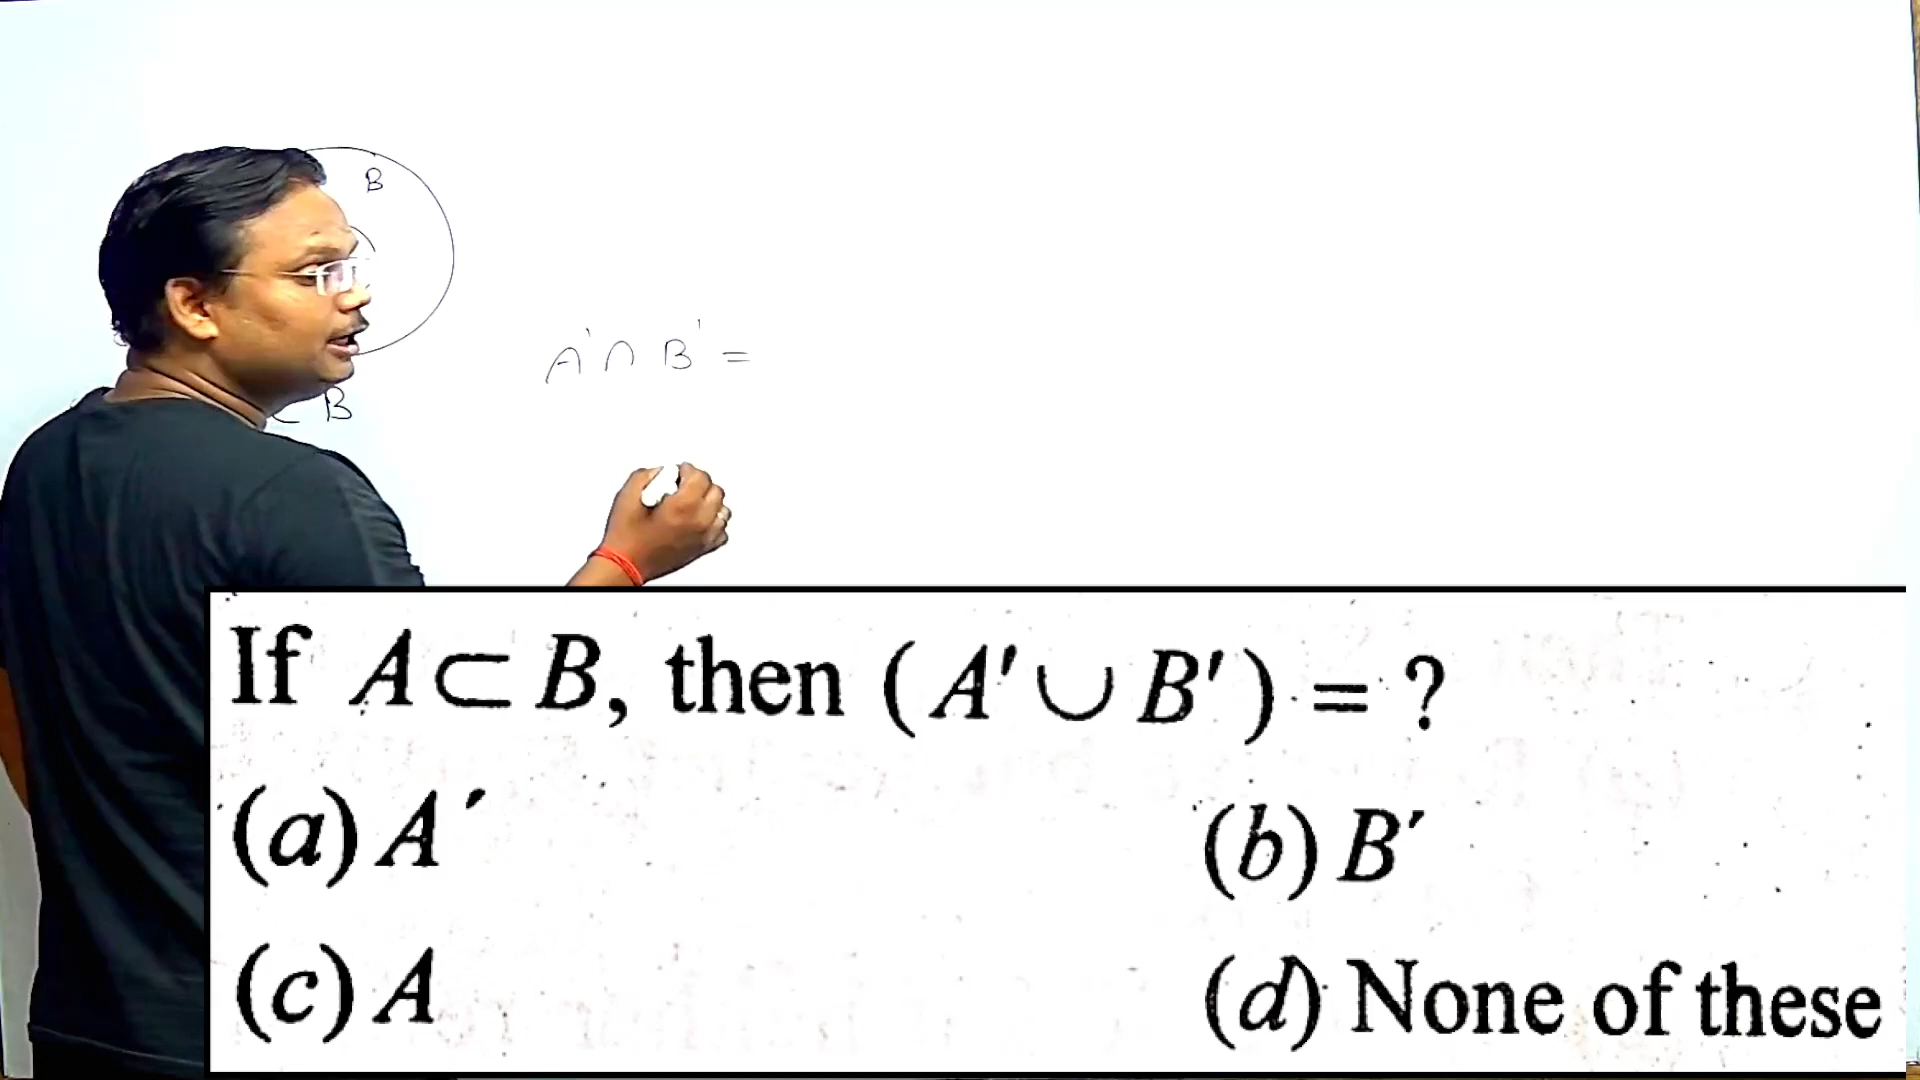 B
A' ∩ B' =
⊂ B
If A ⊂ B, then (A' ∪ B') = ?
(a) A′
(b) B′
(c) A
(d) None of these